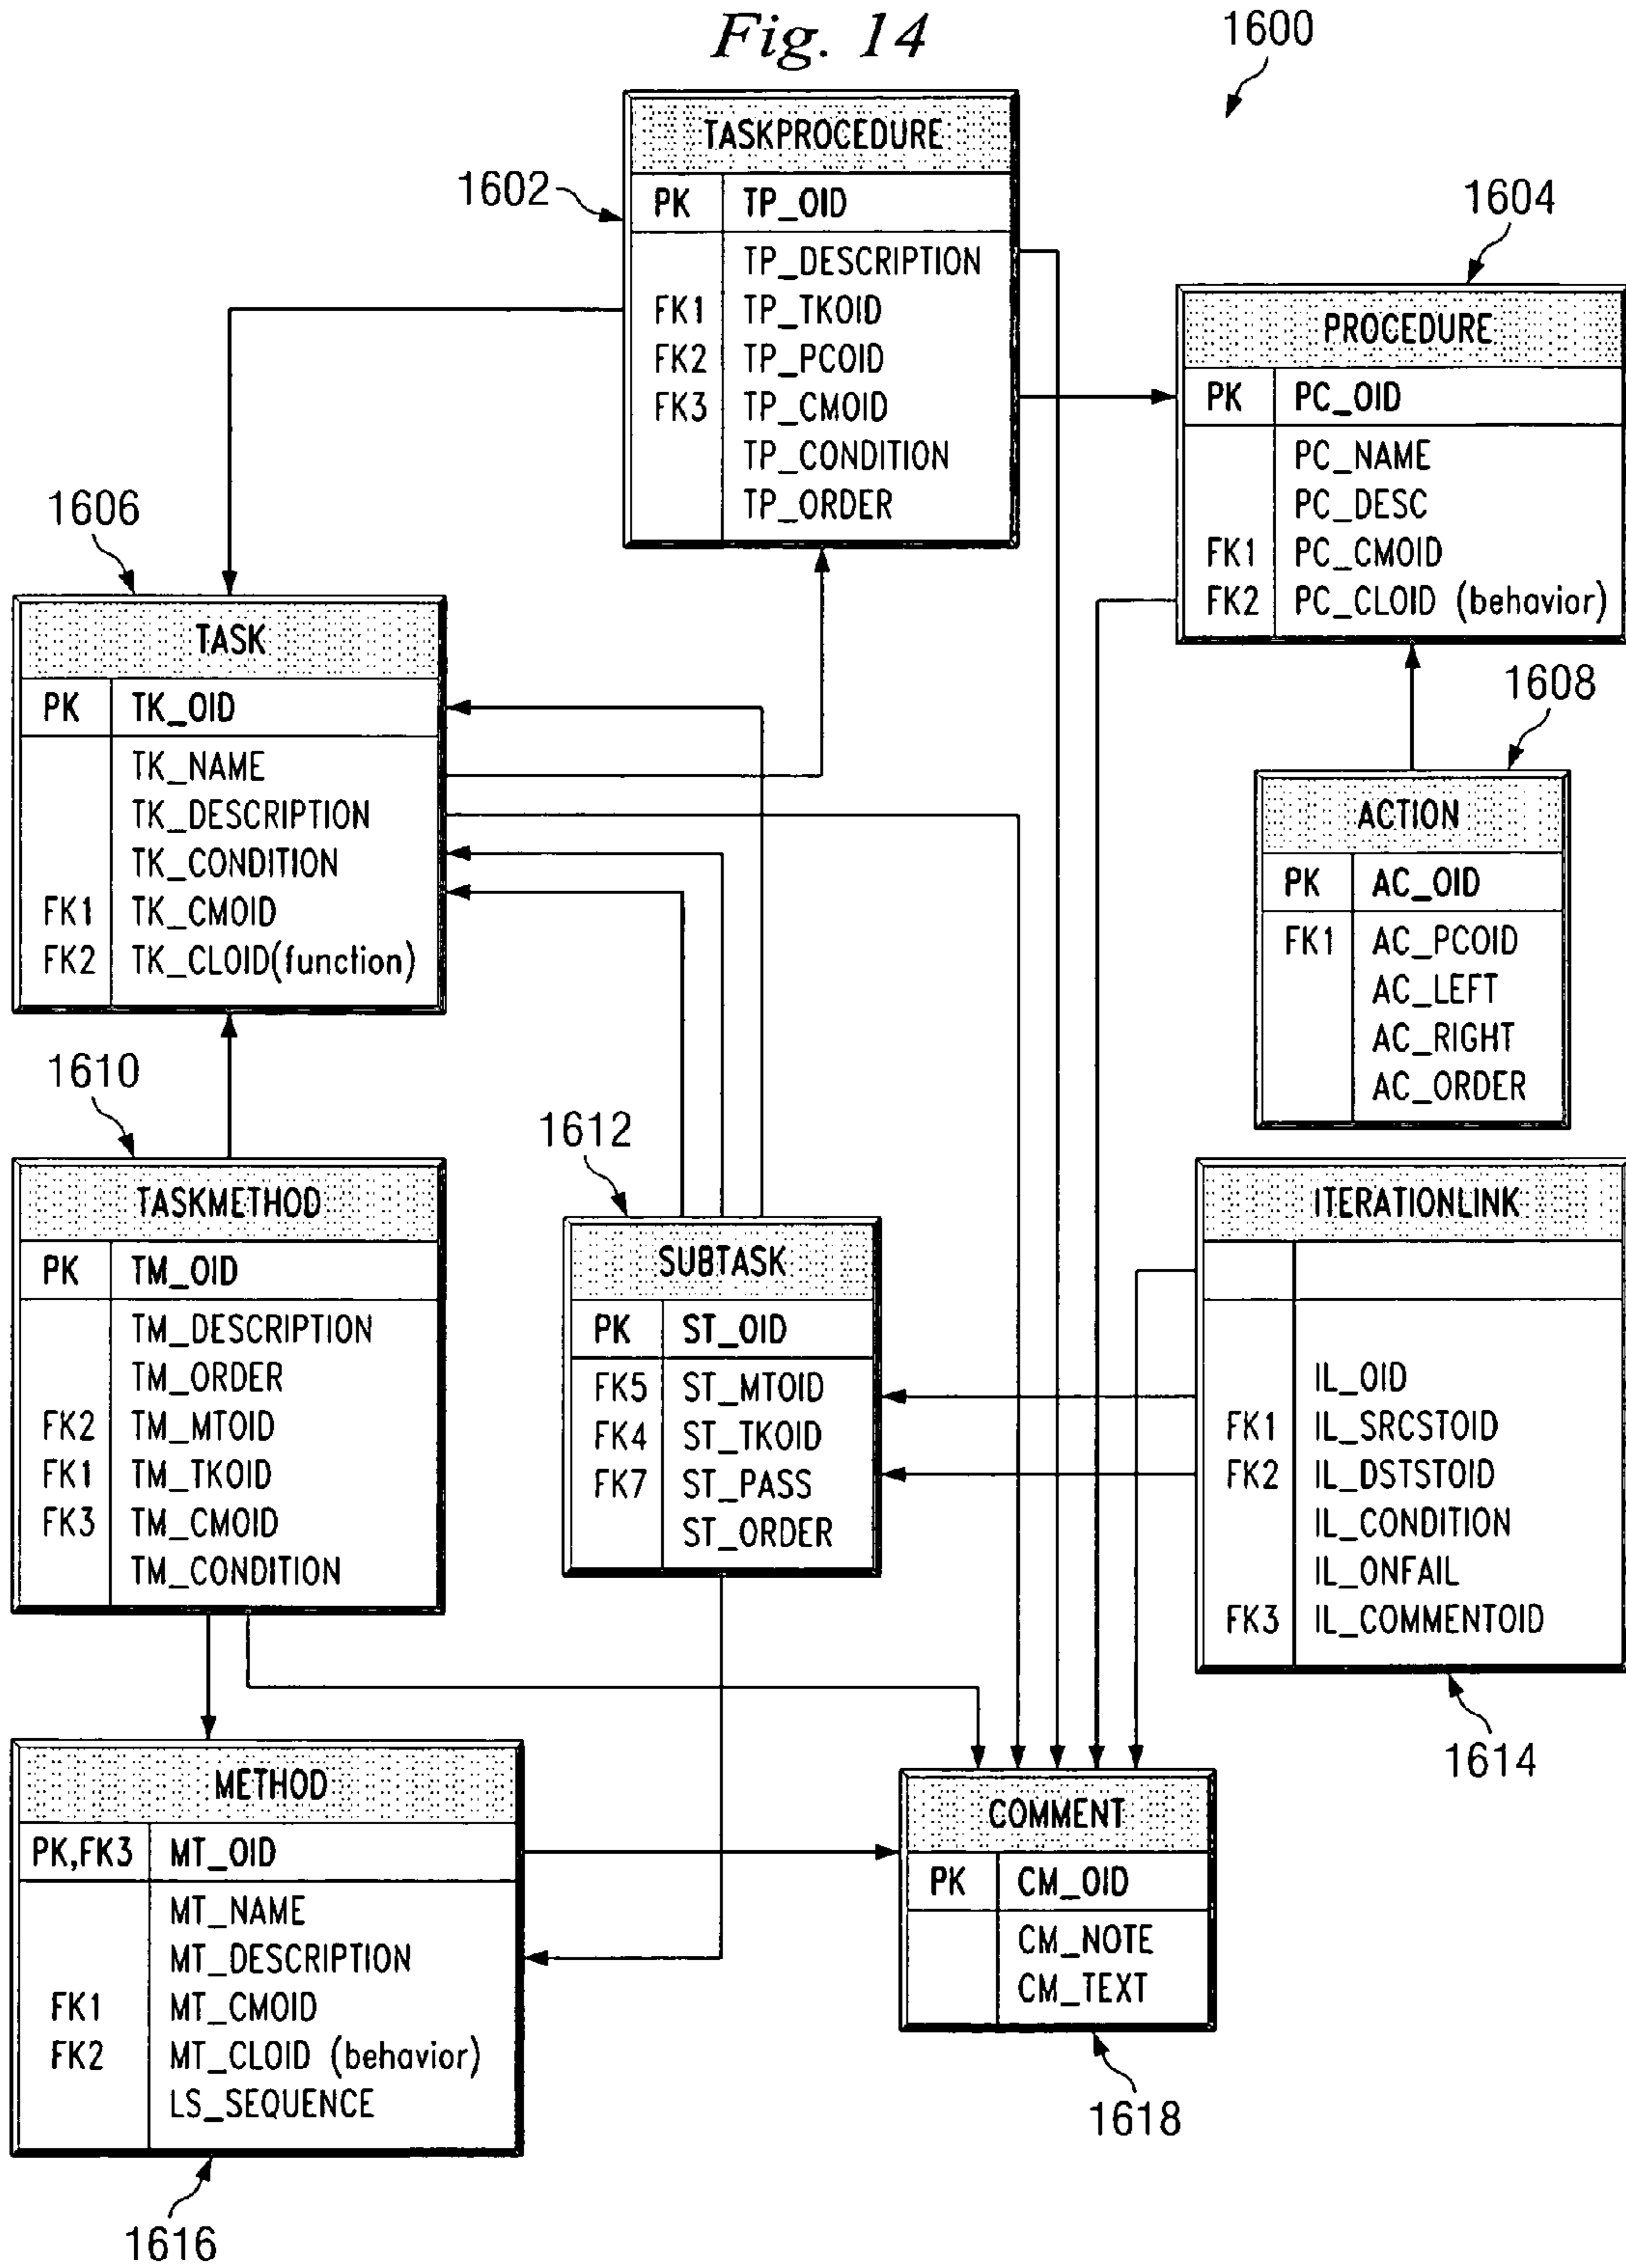 Fig. 14
1600
1602
TASKPROCEDURE
PK TP_OID
TP_DESCRIPTION
FK1 TP_TKOID
FK2 TP_PCOID
FK3 TP_CMOID
TP_CONDITION
TP_ORDER
1604
PROCEDURE
PK PC_OID
PC_NAME
PC_DESC
FK1 PC_CMOID
FK2 PC_CLOID (behavior)
1606
TASK
PK TK_OID
TK_NAME
TK_DESCRIPTION
TK_CONDITION
FK1 TK_CMOID
FK2 TK_CLOID(function)
1608
ACTION
PK AC_OID
FK1 AC_PCOID
AC_LEFT
AC_RIGHT
AC_ORDER
1610
TASKMETHOD
PK TM_OID
TM_DESCRIPTION
TM_ORDER
FK2 TM_MTOID
FK1 TM_TKOID
FK3 TM_CMOID
TM_CONDITION
1612
SUBTASK
PK ST_OID
FK5 ST_MTOID
FK4 ST_TKOID
FK7 ST_PASS
ST_ORDER
ITERATIONLINK
IL_OID
FK1 IL_SRCSTOID
FK2 IL_DSTSTOID
IL_CONDITION
IL_ONFAIL
FK3 IL_COMMENTOID
1614
METHOD
PK,FK3 MT_OID
MT_NAME
MT_DESCRIPTION
FK1 MT_CMOID
FK2 MT_CLOID (behavior)
LS_SEQUENCE
1616
COMMENT
PK CM_OID
CM_NOTE
CM_TEXT
1618